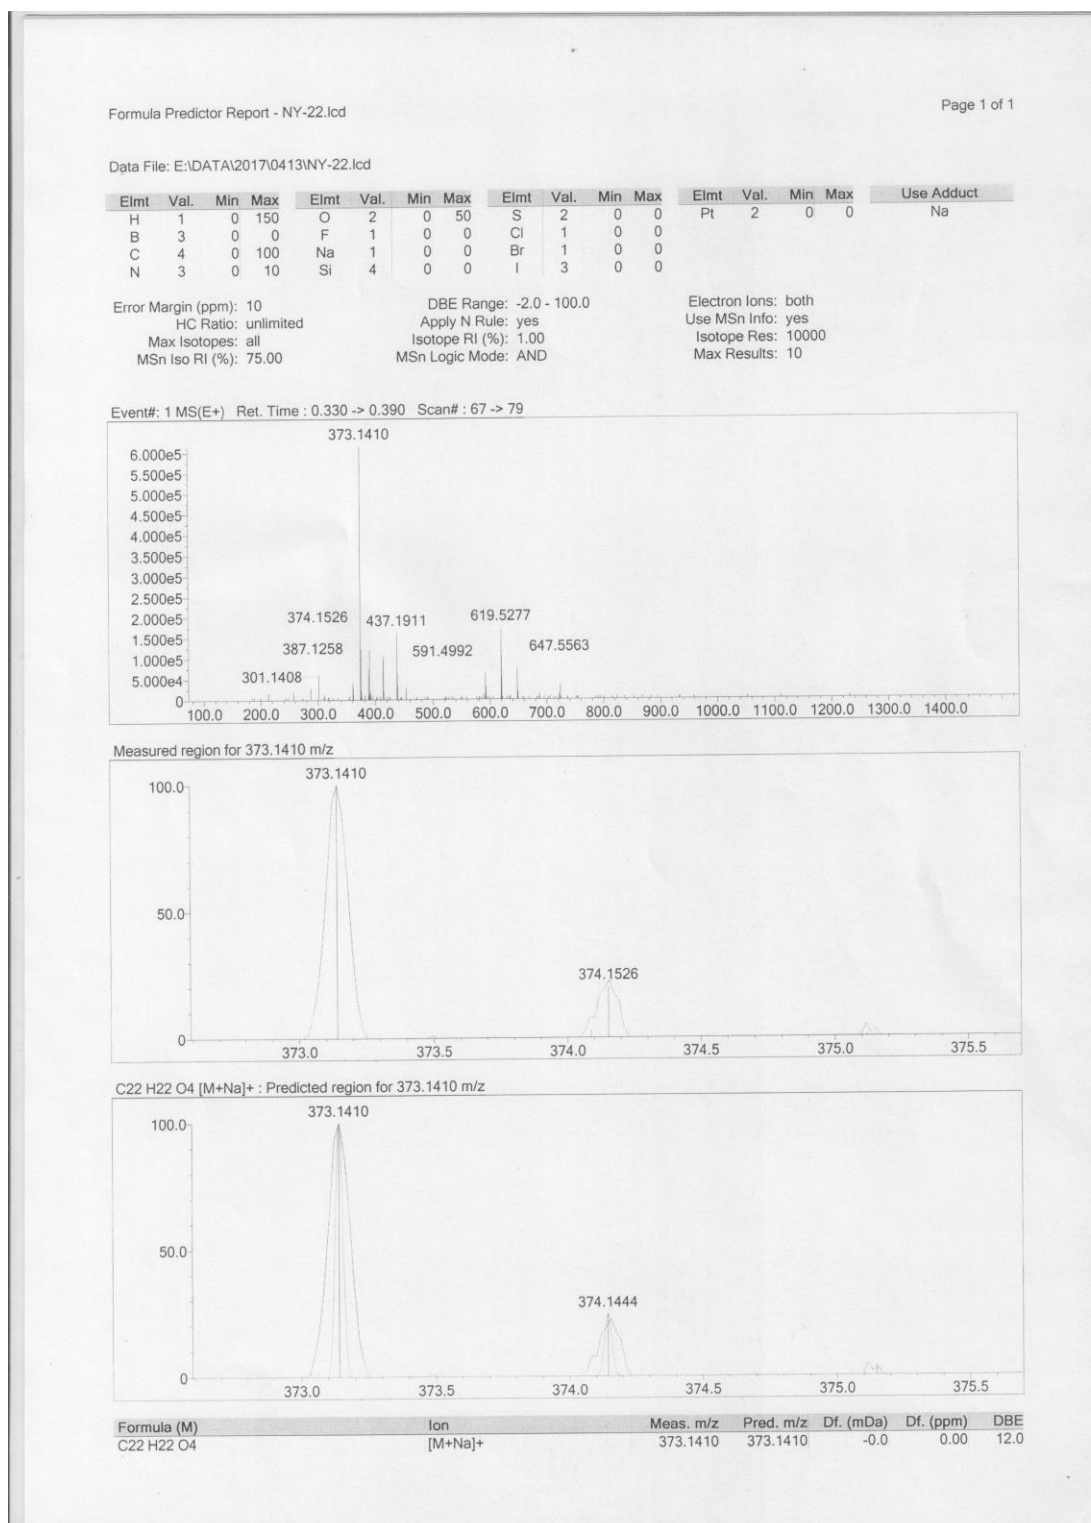 Formula Predictor Report - NY-22.lcd
Page 1 of 1
Data File: E:\DATA\2017\0413\NY-22.lcd
Elmt Val. Min Max Elmt Val. Min Max Elmt Val. Min Max Elmt Val. Min Max Use Adduct
H 1 0 150 O 2 0 50 S 2 0 0 Pt 2 0 0 Na
B 3 0 0 F 1 0 0 Cl 1 0 0
C 4 0 100 Na 1 0 0 Br 1 0 0
N 3 0 10 Si 4 0 0 I 3 0 0
Error Margin (ppm): 10 DBE Range: -2.0 - 100.0 Electron Ions: both
HC Ratio: unlimited Apply N Rule: yes Use MSn Info: yes
Max Isotopes: all Isotope RI (%): 1.00 Isotope Res: 10000
MSn Iso RI (%): 75.00 MSn Logic Mode: AND Max Results: 10
Event#: 1 MS(E+) Ret. Time : 0.330 -> 0.390 Scan# : 67 -> 79
373.1410
6.000e5
5.500e5
5.000e5
4.500e5
4.000e5
3.500e5
3.000e5
2.500e5
2.000e5 374.1526 437.1911 619.5277
1.500e5 387.1258 591.4992 647.5563
1.000e5
5.000e4 301.1408
0
100.0 200.0 300.0 400.0 500.0 600.0 700.0 800.0 900.0 1000.0 1100.0 1200.0 1300.0 1400.0
Measured region for 373.1410 m/z
373.1410
100.0
50.0
374.1526
0
373.0 373.5 374.0 374.5 375.0 375.5
C22 H22 O4 [M+Na]+ : Predicted region for 373.1410 m/z
373.1410
100.0
50.0
374.1444
0
373.0 373.5 374.0 374.5 375.0 375.5
Formula (M) Ion Meas. m/z Pred. m/z Df. (mDa) Df. (ppm) DBE
C22 H22 O4 [M+Na]+ 373.1410 373.1410 -0.0 0.00 12.0